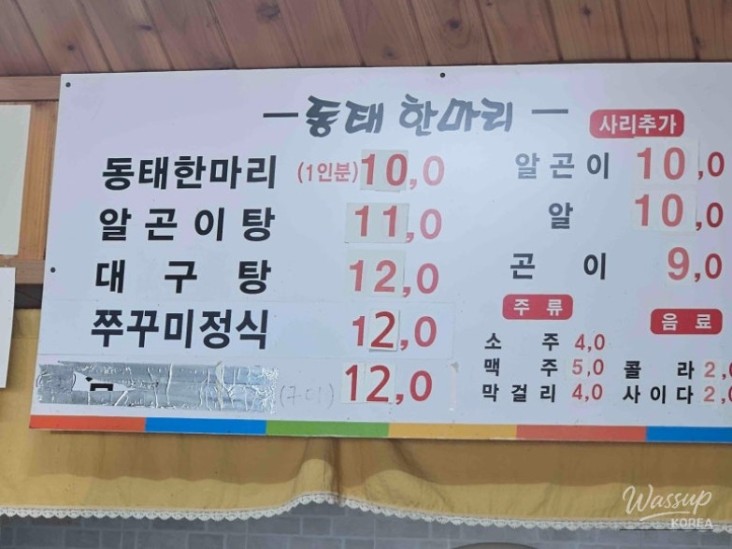 동태 한마리
동태한마리 (1인분) 10,0
알곤이탕 11,0
대구탕 12,0
쭈꾸미정식 12,0
12,0
사리추가
알곤이 10,0
알 10,0
곤이 9,0
주류
소주 4,0
맥주 5,0
막걸리 4,0
음료
콜라 2,0
사이다 2,0
Wassup
KOREA